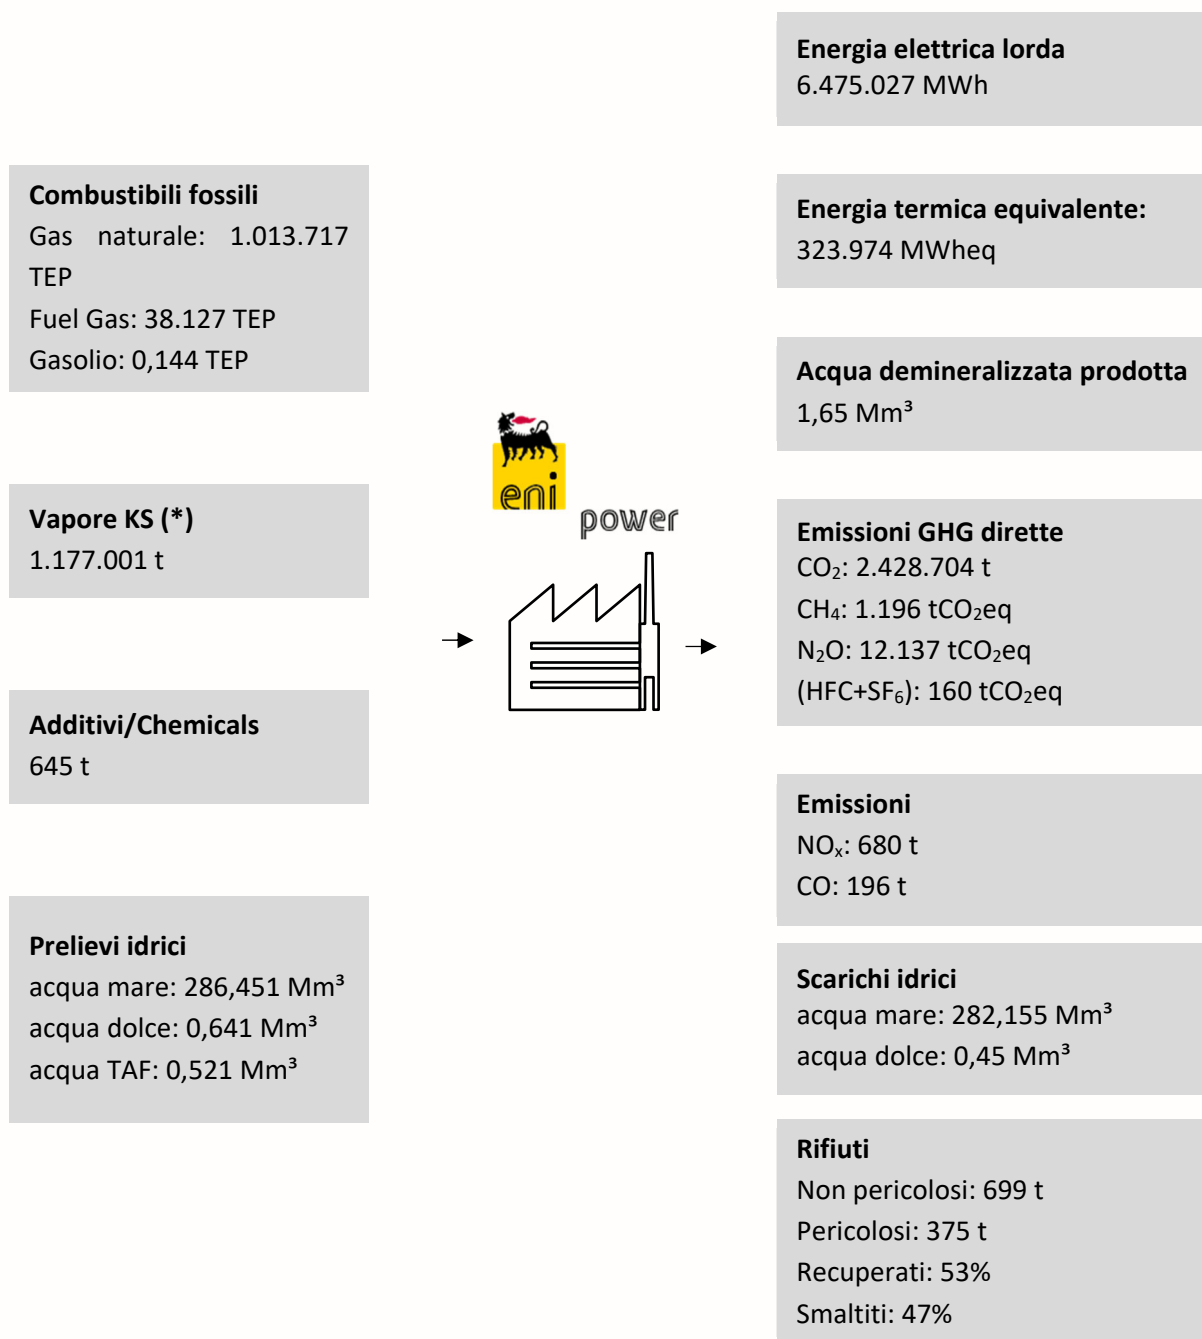 Combustibili fossili
Gas naturale: 1.013.717
TEP
Fuel Gas: 38.127 TEP
Gasolio: 0,144 TEP
Vapore KS (*)
1.177.001 t
Additivi/Chemicals
645 t
Prelievi idrici
acqua mare: 286,451 Mm³
acqua dolce: 0,641 Mm³
acqua TAF: 0,521 Mm³
eni
power
Energia elettrica lorda
6.475.027 MWh
Energia termica equivalente:
323.974 MWheq
Acqua demineralizzata prodotta
1,65 Mm³
Emissioni GHG dirette
CO₂: 2.428.704 t
CH₄: 1.196 tCO₂eq
N₂O: 12.137 tCO₂eq
(HFC+SF₆): 160 tCO₂eq
Emissioni
NOₓ: 680 t
CO: 196 t
Scarichi idrici
acqua mare: 282,155 Mm³
acqua dolce: 0,45 Mm³
Rifiuti
Non pericolosi: 699 t
Pericolosi: 375 t
Recuperati: 53%
Smaltiti: 47%